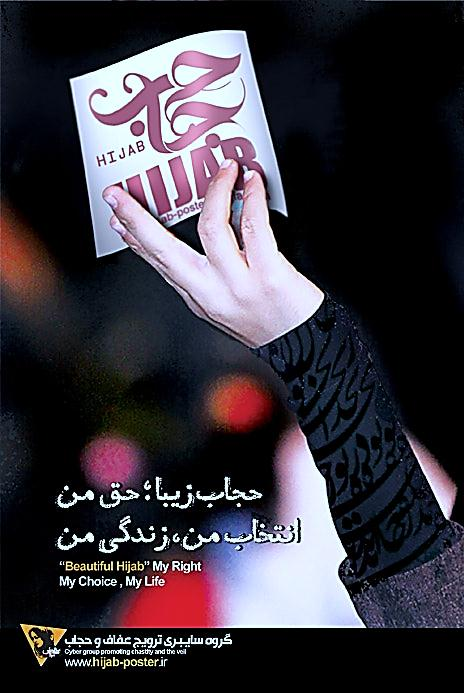 حجاب
HIJAB
HIJAB
حجاب زیبا؛ حق من
انتخاب من، زندگی من
“Beautiful Hijab” My Right
My Choice , My Life
گروه سایبری ترویج عفاف و حجاب
Cyber group promoting chastity and the veil
www.hijab-poster.ir